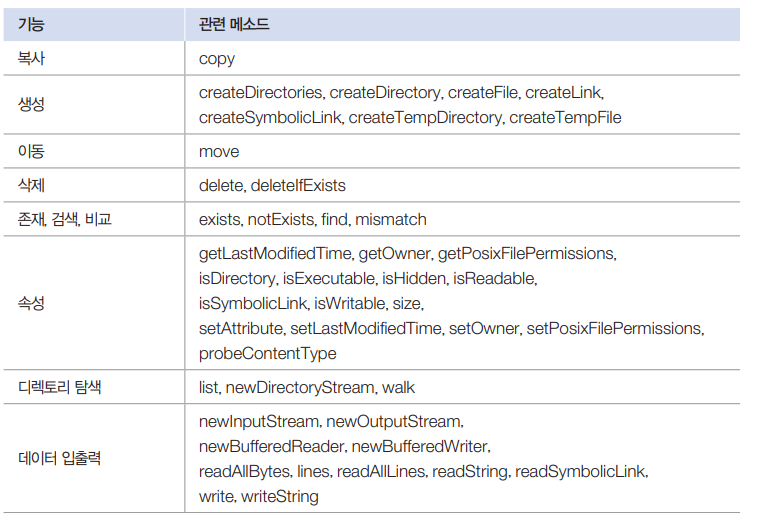 기능 관련 메소드
복사 copy
생성 createDirectories, createDirectory, createFile, createLink,
createSymbolicLink, createTempDirectory, createTempFile
이동 move
삭제 delete, deleteIfExists
존재, 검색, 비교 exists, notExists, find, mismatch
속성 getLastModifiedTime, getOwner, getPosixFilePermissions,
isDirectory, isExecutable, isHidden, isReadable,
isSymbolicLink, isWritable, size,
setAttribute, setLastModifiedTime, setOwner, setPosixFilePermissions,
probeContentType
디렉토리 탐색 list, newDirectoryStream, walk
데이터 입출력 newInputStream, newOutputStream,
newBufferedReader, newBufferedWriter,
readAllBytes, lines, readAllLines, readString, readSymbolicLink,
write, writeString